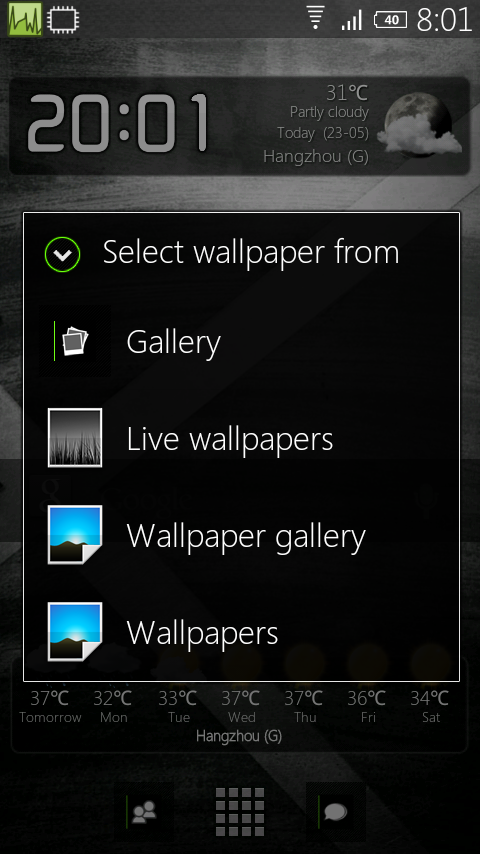 40 8:01
20:01
31°C
Partly cloudy
Today (23-05)
Hangzhou (G)
Select wallpaper from
Gallery
Live wallpapers
Wallpaper gallery
Wallpapers
37°C 32°C 33°C 37°C 37°C 36°C 34°C
Tomorrow Mon Tue Wed Thu Fri Sat
Hangzhou (G)